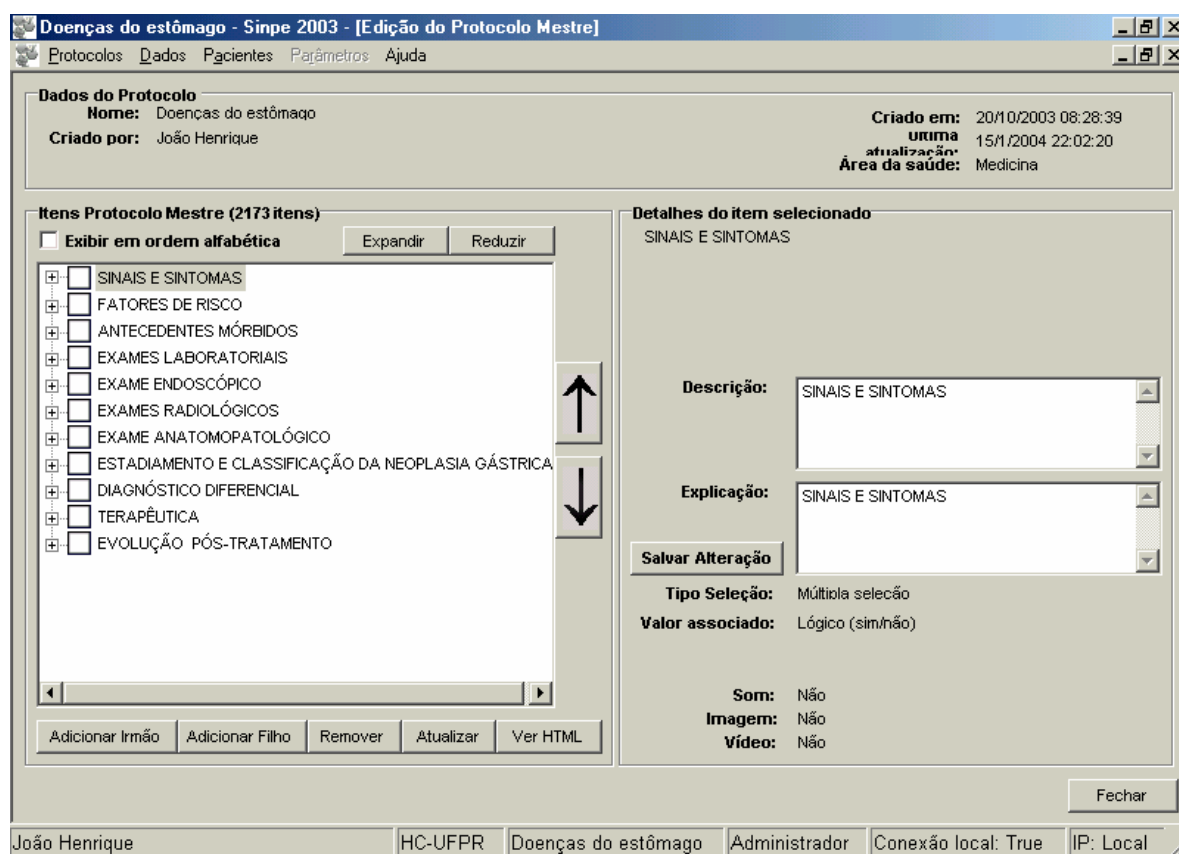 Doenças do estômago - Sinpe 2003 - [Edição do Protocolo Mestre]
Protocolos Dados Pacientes Parâmetros Ajuda
Dados do Protocolo
Nome: Doenças do estômago
Criado por: João Henrique
Criado em: 20/10/2003 08:28:39
Última atualização: 15/1/2004 22:02:20
Área da saúde: Medicina
Itens Protocolo Mestre (2173 itens)
Exibir em ordem alfabética Expandir Reduzir
SINAIS E SINTOMAS
FATORES DE RISCO
ANTECEDENTES MÓRBIDOS
EXAMES LABORATORIAIS
EXAME ENDOSCÓPICO
EXAMES RADIOLÓGICOS
EXAME ANATOMOPATOLÓGICO
ESTADIAMENTO E CLASSIFICAÇÃO DA NEOPLASIA GÁSTRICA
DIAGNÓSTICO DIFERENCIAL
TERAPÊUTICA
EVOLUÇÃO PÓS-TRATAMENTO
Adicionar Irmão Adicionar Filho Remover Atualizar Ver HTML
Detalhes do item selecionado
SINAIS E SINTOMAS
Descrição: SINAIS E SINTOMAS
Explicação: SINAIS E SINTOMAS
Salvar Alteração
Tipo Seleção: Múltipla seleção
Valor associado: Lógico (sim/não)
Som: Não
Imagem: Não
Vídeo: Não
Fechar
João Henrique HC-UFPR Doenças do estômago Administrador Conexão local: True IP: Local